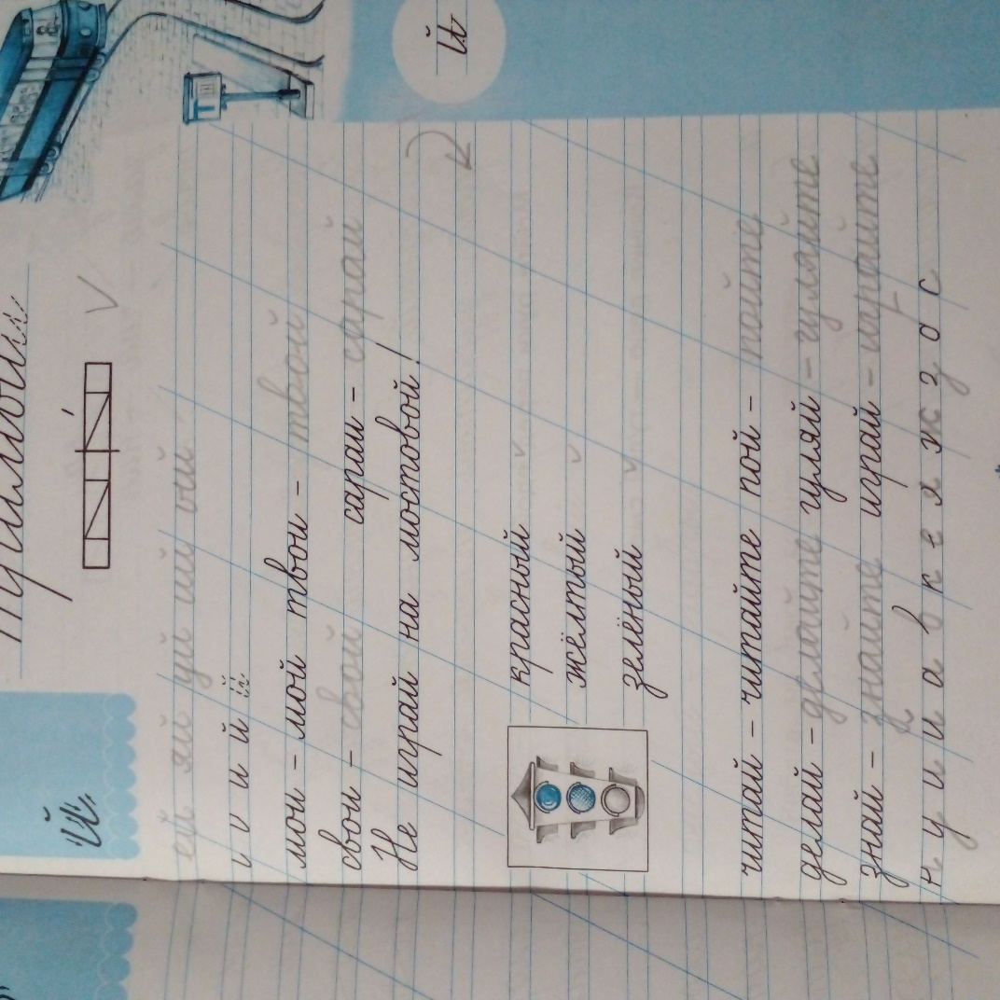 й
й
ей яй уй ий ой
и й
мои – мой твои – твой
свои – свой сараи – сарай
Не играй на мостовой!
красный
жёлтый
зелёный
читай – читайте пой – пойте
делай – делайте гуляй – гуляйте
знай – знайте играй – играйте
ч у и а в к е я ж з о с